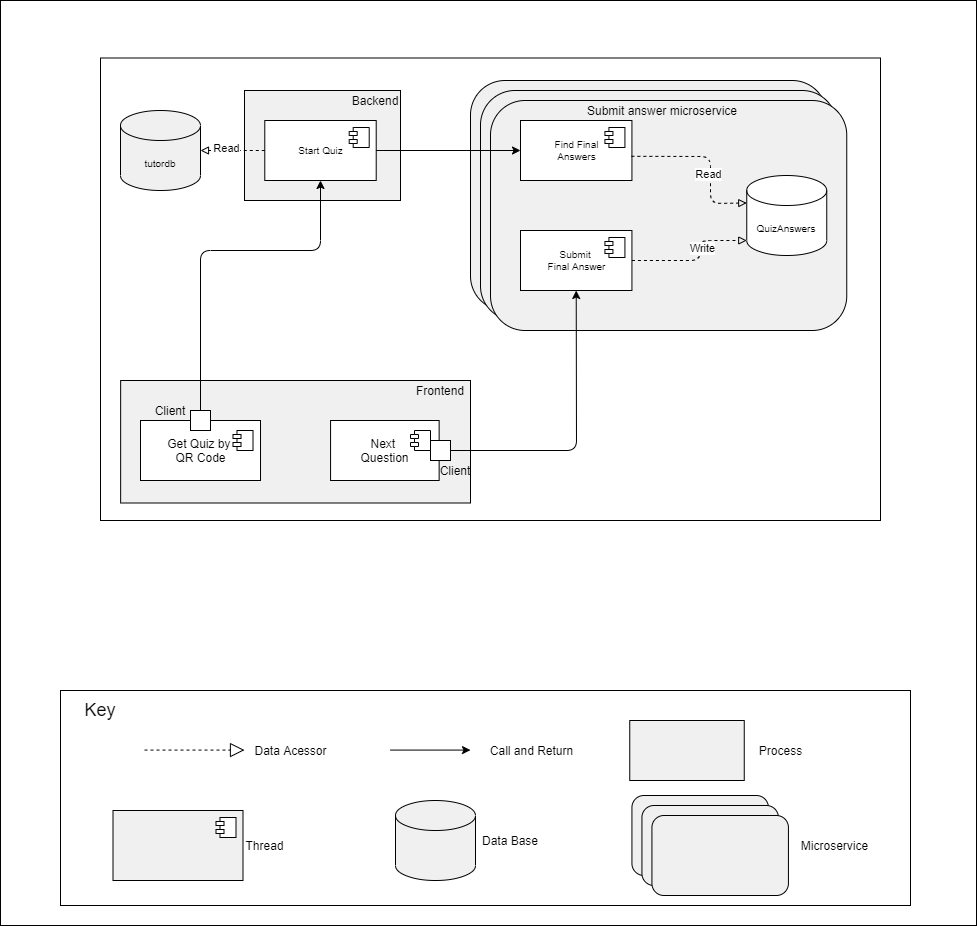 Backend
Submit answer microservice
Start Quiz
Find Final
Answers
tutordb
Read
Read
QuizAnswers
Write
Submit
Final Answer
Frontend
Client
Get Quiz by
QR Code
Next
Question
Client
Key
Data Acessor
Call and Return
Process
Thread
Data Base
Microservice